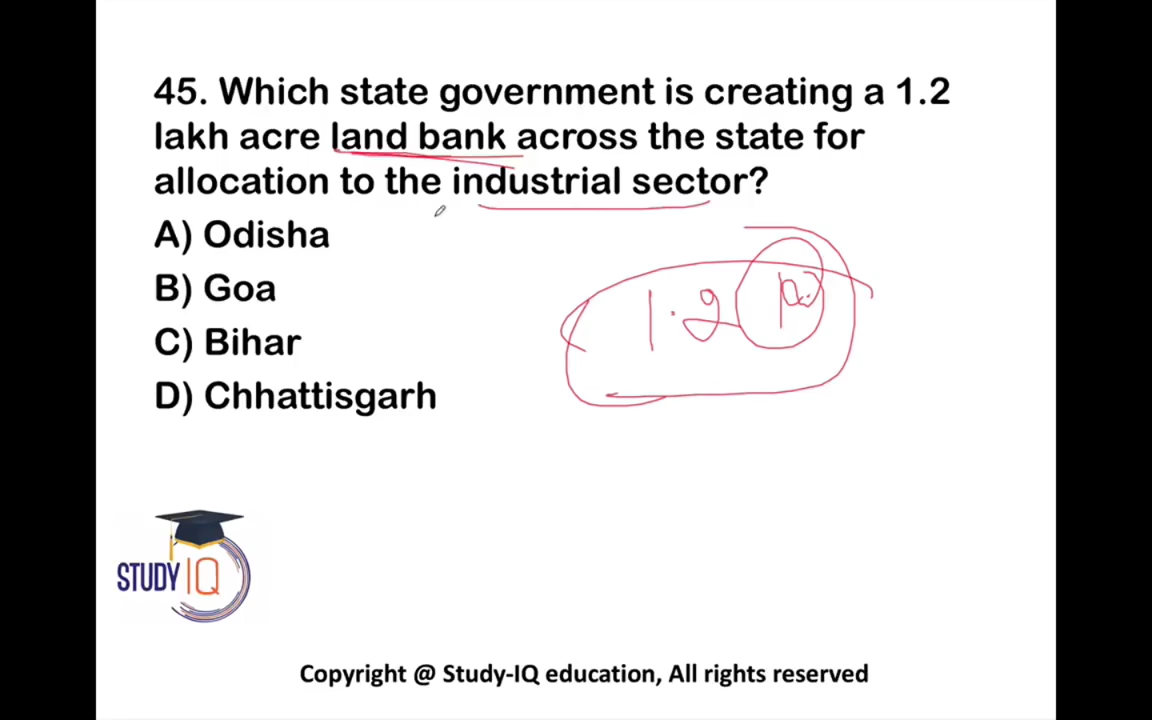 45. Which state government is creating a 1.2
lakh acre land bank across the state for
allocation to the industrial sector?
A) Odisha
1.2
B) Goa
C) Bihar
D) Chhattisgarh
STUDY IQ
Copyright @ Study-IQ education, All rights reserved